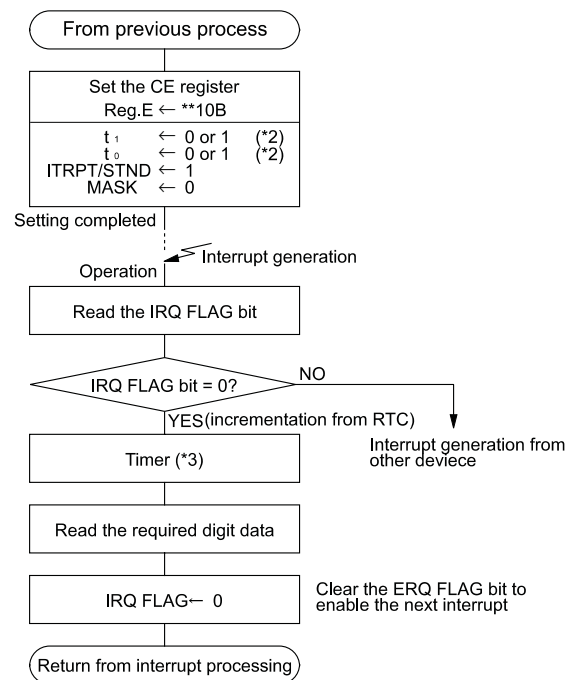 From previous process
Set the CE register
Reg.E ← **10B
t₁ ← 0 or 1 (*2)
t₀ ← 0 or 1 (*2)
ITRPT/STND ← 1
MASK ← 0
Setting completed
Interrupt generation
Operation
Read the IRQ FLAG bit
IRQ FLAG bit = 0?
NO
YES(incrementation from RTC)
Interrupt generation from
other deviece
Timer (*3)
Read the required digit data
IRQ FLAG← 0
Clear the ERQ FLAG bit to
enable the next interrupt
Return from interrupt processing